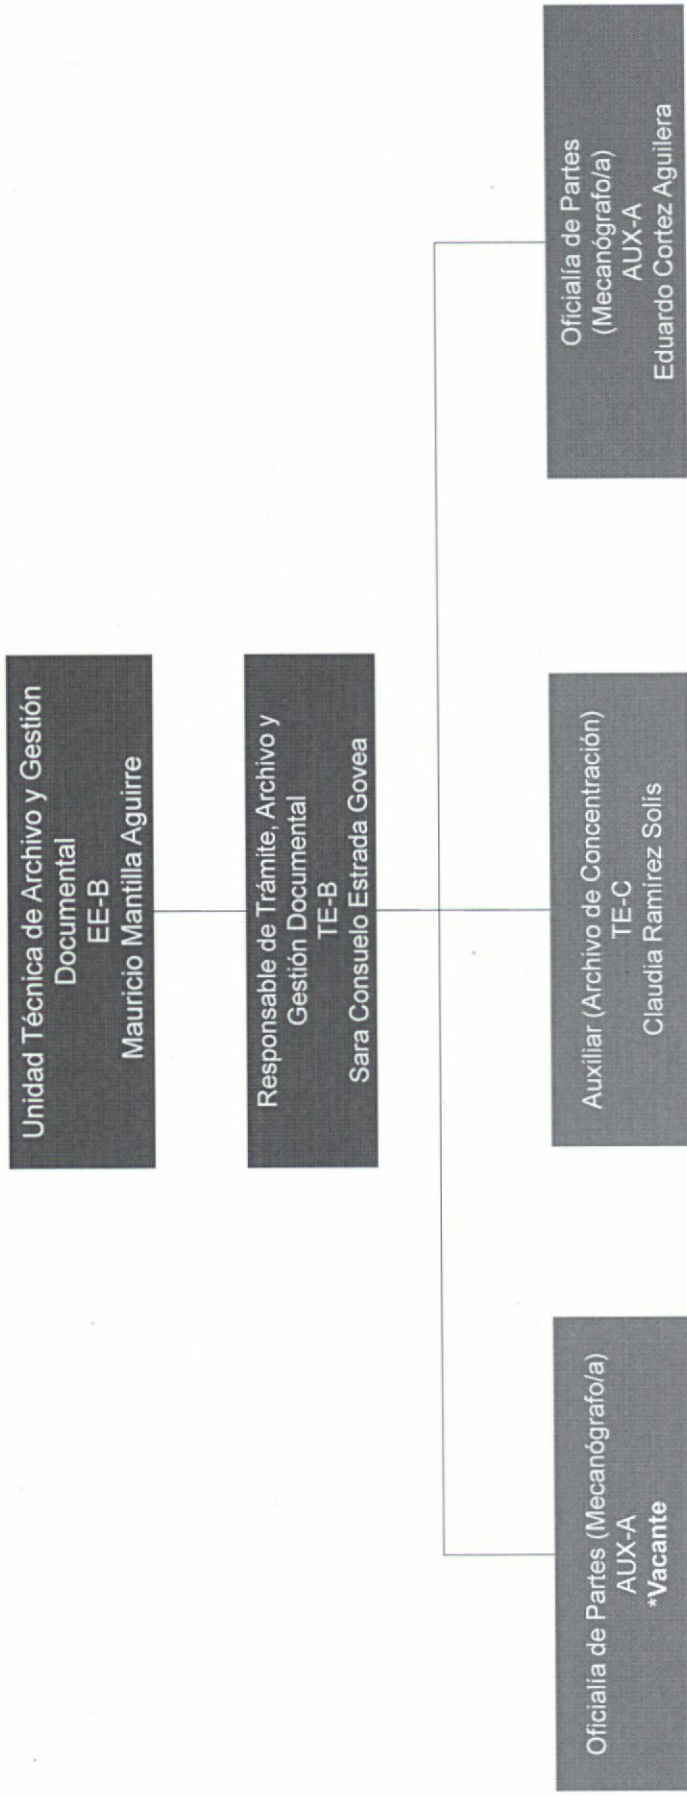 Unidad Técnica de Archivo y Gestión
Documental
EE-B
Mauricio Mantilla Aguirre
Responsable de Trámite, Archivo y
Gestión Documental
TE-B
Sara Consuelo Estrada Govea
Oficialía de Partes (Mecanógrafo/a)
AUX-A
*Vacante
Auxiliar (Archivo de Concentración)
TE-C
Claudia Ramírez Solís
Oficialía de Partes
(Mecanógrafo/a)
AUX-A
Eduardo Cortez Aguilera